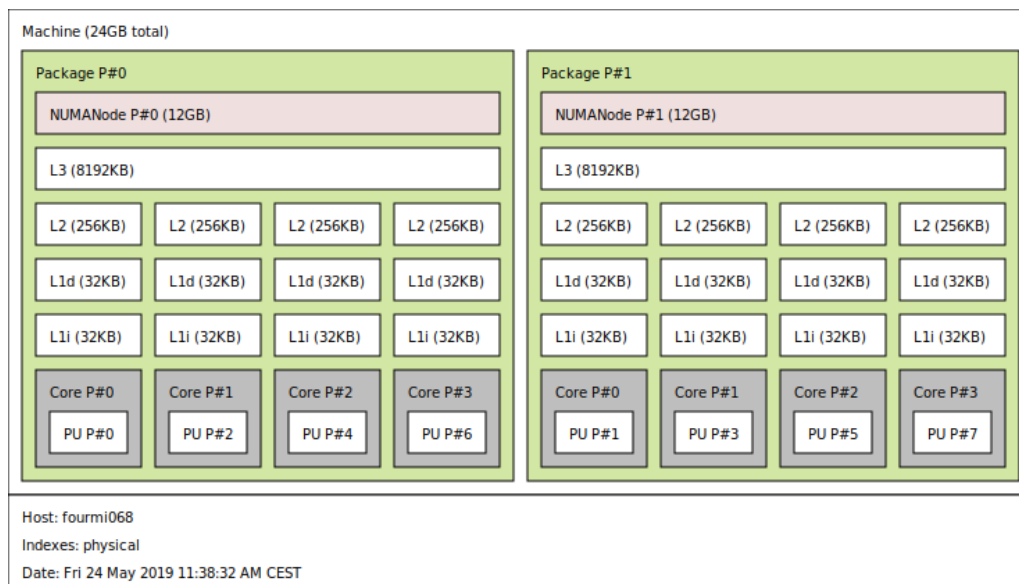 Machine (24GB total)
Package P#0
NUMANode P#0 (12GB)
L3 (8192KB)
L2 (256KB) L2 (256KB) L2 (256KB) L2 (256KB)
L1d (32KB) L1d (32KB) L1d (32KB) L1d (32KB)
L1i (32KB) L1i (32KB) L1i (32KB) L1i (32KB)
Core P#0 Core P#1 Core P#2 Core P#3
PU P#0 PU P#2 PU P#4 PU P#6
Package P#1
NUMANode P#1 (12GB)
L3 (8192KB)
L2 (256KB) L2 (256KB) L2 (256KB) L2 (256KB)
L1d (32KB) L1d (32KB) L1d (32KB) L1d (32KB)
L1i (32KB) L1i (32KB) L1i (32KB) L1i (32KB)
Core P#0 Core P#1 Core P#2 Core P#3
PU P#1 PU P#3 PU P#5 PU P#7
Host: fourmi068
Indexes: physical
Date: Fri 24 May 2019 11:38:32 AM CEST